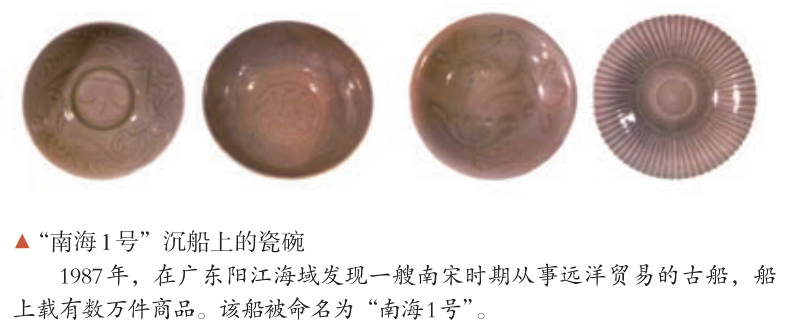 ▲“南海1号”沉船上的瓷碗
1987年，在广东阳江海域发现一艘南宋时期从事远洋贸易的古船，船
上载有数万件商品。该船被命名为“南海1号”。